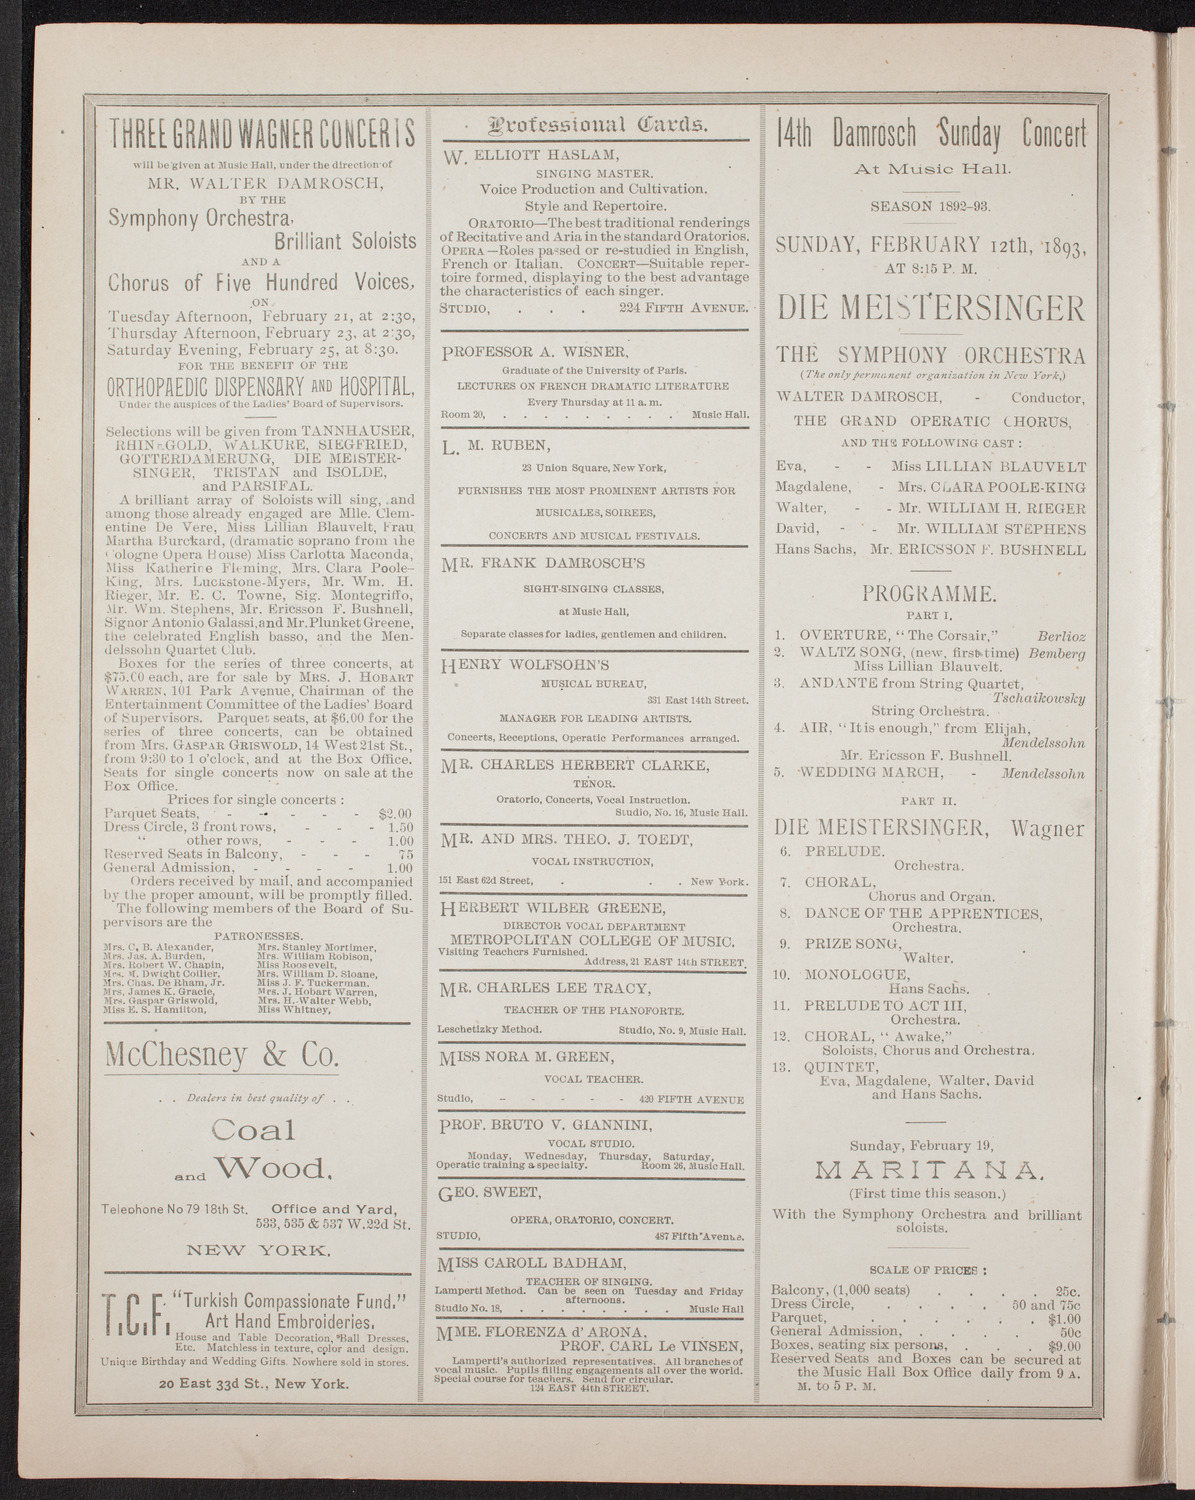 THREE GRAND WAGNER CONCERTS
will be given at Music Hall, under the direction of
MR. WALTER DAMROSCH,
BY THE
Symphony Orchestra,
Brilliant Soloists
AND A
Chorus of Five Hundred Voices,
ON
Tuesday Afternoon, February 21, at 2:30,
Thursday Afternoon, February 23, at 2:30,
Saturday Evening, February 25, at 8:30.
FOR THE BENEFIT OF THE
ORTHOPAEDIC DISPENSARY AND HOSPITAL,
Under the auspices of the Ladies' Board of Supervisors.
Selections will be given from TANNHAUSER,
RHINEGOLD, WALKURE, SIEGFRIED,
GOTTERDAMERUNG, DIE MEISTER-
SINGER, TRISTAN and ISOLDE,
and PARSIFAL.
A brilliant array of Soloists will sing, and
among those already engaged are Mlle. Clem-
entine De Vere, Miss Lillian Blauvelt, Frau
Martha Burckard, (dramatic soprano from the
Cologne Opera House) Miss Carlotta Maconda,
Miss Katherine Fleming, Mrs. Clara Poole-
King, Mrs. Luckstone-Myers, Mr. Wm. H.
Rieger, Mr. E. C. Towne, Sig. Montegriffo,
Mr. Wm. Stephens, Mr. Ericsson F. Bushnell,
Signor Antonio Galassi, and Mr. Plunket Greene,
the celebrated English basso, and the Men-
delssohn Quartet Club.
Boxes for the series of three concerts, at
$75.00 each, are for sale by MRS. J. HOBART
WARREN, 101 Park Avenue, Chairman of the
Entertainment Committee of the Ladies' Board
of Supervisors. Parquet seats, at $6.00 for the
series of three concerts, can be obtained
from Mrs. GASPAR GRISWOLD, 14 West 21st St.,
from 9:30 to 1 o'clock, and at the Box Office.
Seats for single concerts now on sale at the
Box Office.
Prices for single concerts :
Parquet Seats, - - - - - $2.00
Dress Circle, 3 front rows, - - - 1.50
" other rows, - - - 1.00
Reserved Seats in Balcony, - - - 75
General Admission, - - - - 1.00
Orders received by mail, and accompanied
by the proper amount, will be promptly filled.
The following members of the Board of Su-
pervisors are the
PATRONESSES.
Mrs. C, B. Alexander, Mrs. Stanley Mortimer,
Mrs. Jas. A. Burden, Mrs. William Robison,
Mrs. Robert W. Chapin, Miss Roosevelt,
Mrs. M. Dwight Collier, Mrs. William D. Sloane,
Mrs. Chas. De Rham, Jr. Miss J. F. Tuckerman.
Mrs. James K. Gracie, Mrs. J. Hobart Warren,
Mrs. Gaspar Griswold, Mrs. H. Walter Webb,
Miss E. S. Hamilton, Miss Whitney,
McChesney & Co.
. . Dealers in best quality of . .
Coal
and Wood,
Telephone No 79 18th St. Office and Yard,
533, 535 & 537 W. 22d St.
NEW YORK.
T.C.F. "Turkish Compassionate Fund."
Art Hand Embroideries,
House and Table Decoration, Ball Dresses,
Etc. Matchless in texture, color and design.
Unique Birthday and Wedding Gifts. Nowhere sold in stores.
20 East 33d St., New York.
Professional Cards.
W. ELLIOTT HASLAM,
SINGING MASTER.
Voice Production and Cultivation.
Style and Repertoire.
ORATORIO—The best traditional renderings
of Recitative and Aria in the standard Oratorios.
OPERA—Roles passed or re-studied in English,
French or Italian. CONCERT—Suitable reper-
toire formed, displaying to the best advantage
the characteristics of each singer.
STUDIO, . . . 224 FIFTH AVENUE.
PROFESSOR A. WISNER,
Graduate of the University of Paris.
LECTURES ON FRENCH DRAMATIC LITERATURE
Every Thursday at 11 a. m.
Room 20, . . . . . . . . . Music Hall.
L. M. RUBEN,
23 Union Square, New York,
FURNISHES THE MOST PROMINENT ARTISTS FOR
MUSICALES, SOIREES,
CONCERTS AND MUSICAL FESTIVALS.
MR. FRANK DAMROSCH'S
SIGHT-SINGING CLASSES,
at Music Hall,
Separate classes for ladies, gentlemen and children.
HENRY WOLFSOHN'S
MUSICAL BUREAU,
331 East 14th Street.
MANAGER FOR LEADING ARTISTS.
Concerts, Receptions, Operatic Performances arranged.
MR. CHARLES HERBERT CLARKE,
TENOR.
Oratorio, Concerts, Vocal Instruction.
Studio, No. 16, Music Hall.
MR. AND MRS. THEO. J. TOEDT,
VOCAL INSTRUCTION,
151 East 62d Street, . . . New York.
HERBERT WILBER GREENE,
DIRECTOR VOCAL DEPARTMENT
METROPOLITAN COLLEGE OF MUSIC.
Visiting Teachers Furnished.
Address, 21 EAST 14th STREET.
MR. CHARLES LEE TRACY,
TEACHER OF THE PIANOFORTE.
Leschetizky Method. Studio, No. 9, Music Hall.
MISS NORA M. GREEN,
VOCAL TEACHER.
Studio, - - - - - 420 FIFTH AVENUE
PROF. BRUTO V. GIANNINI,
VOCAL STUDIO.
Monday, Wednesday, Thursday, Saturday,
Operatic training a specialty. Room 26, Music Hall.
GEO. SWEET,
OPERA, ORATORIO, CONCERT.
STUDIO, 487 Fifth Avenue.
MISS CAROLL BADHAM,
TEACHER OF SINGING.
Lamperti Method. Can be seen on Tuesday and Friday
afternoons.
Studio No. 18, . . . . . . . . Music Hall
MME. FLORENZA d' ARONA,
PROF. CARL Le VINSEN,
Lamperti's authorized representatives. All branches of
vocal music. Pupils filling engagements all over the world.
Special course for teachers. Send for circular.
124 EAST 44th STREET.
14th Damrosch Sunday Concert
At Music Hall.
SEASON 1892-93.
SUNDAY, FEBRUARY 12th, 1893,
AT 8:15 P. M.
DIE MEISTERSINGER
THE SYMPHONY ORCHESTRA
(The only permanent organization in New York,)
WALTER DAMROSCH, - Conductor,
THE GRAND OPERATIC CHORUS,
AND THE FOLLOWING CAST :
Eva, - - Miss LILLIAN BLAUVELT
Magdalene, - Mrs. CLARA POOLE-KING
Walter, - - Mr. WILLIAM H. RIEGER
David, - - Mr. WILLIAM STEPHENS
Hans Sachs, Mr. ERICSSON F. BUSHNELL
PROGRAMME.
PART I.
1. OVERTURE, "The Corsair," Berlioz
2. WALTZ SONG, (new, first time) Bemberg
Miss Lillian Blauvelt.
3. ANDANTE from String Quartet,
Tschaikowsky
String Orchestra.
4. AIR, "It is enough," from Elijah,
Mendelssohn
Mr. Ericsson F. Bushnell.
5. WEDDING MARCH, - Mendelssohn
PART II.
DIE MEISTERSINGER, Wagner
6. PRELUDE.
Orchestra.
7. CHORAL,
Chorus and Organ.
8. DANCE OF THE APPRENTICES,
Orchestra.
9. PRIZE SONG,
Walter.
10. MONOLOGUE,
Hans Sachs.
11. PRELUDE TO ACT III,
Orchestra.
12. CHORAL, "Awake,"
Soloists, Chorus and Orchestra.
13. QUINTET,
Eva, Magdalene, Walter, David
and Hans Sachs.
Sunday, February 19,
MARITANA.
(First time this season.)
With the Symphony Orchestra and brilliant
soloists.
SCALE OF PRICES :
Balcony, (1,000 seats) . . . . 25c.
Dress Circle, . . . . 50 and 75c
Parquet, . . . . . . . $1.00
General Admission, . . . . 50c
Boxes, seating six persons, . . . $9.00
Reserved Seats and Boxes can be secured at
the Music Hall Box Office daily from 9 A.
M. to 5 P. M.